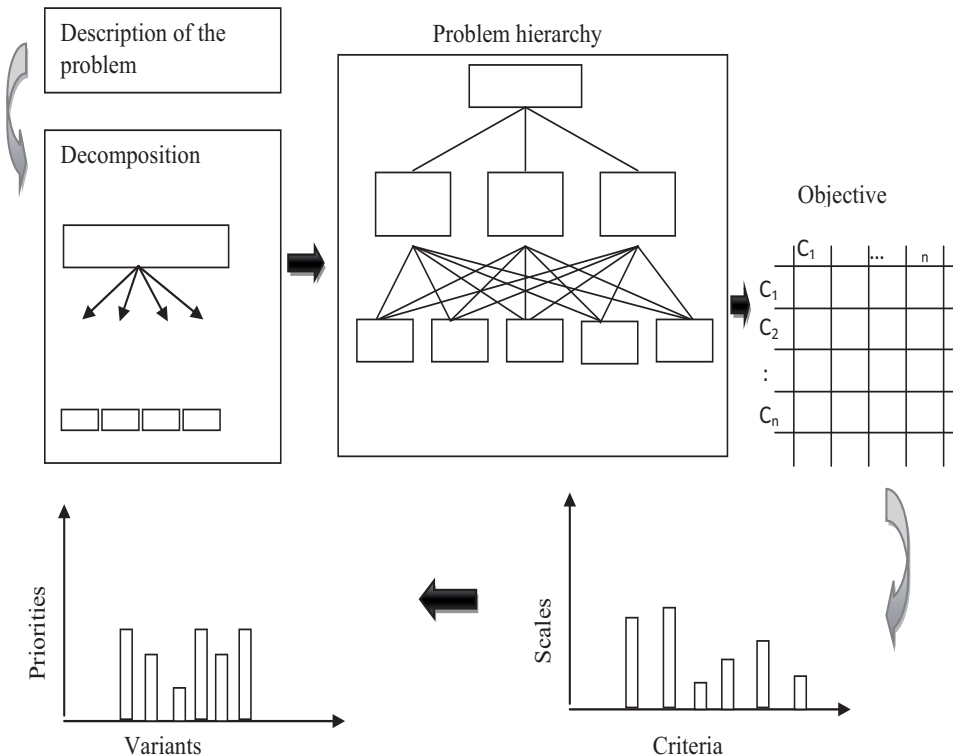 Description of the
problem
Problem hierarchy
Decomposition
Objective
C1 ... n
C1
C2
:
Cn
Priorities
Variants
Scales
Criteria